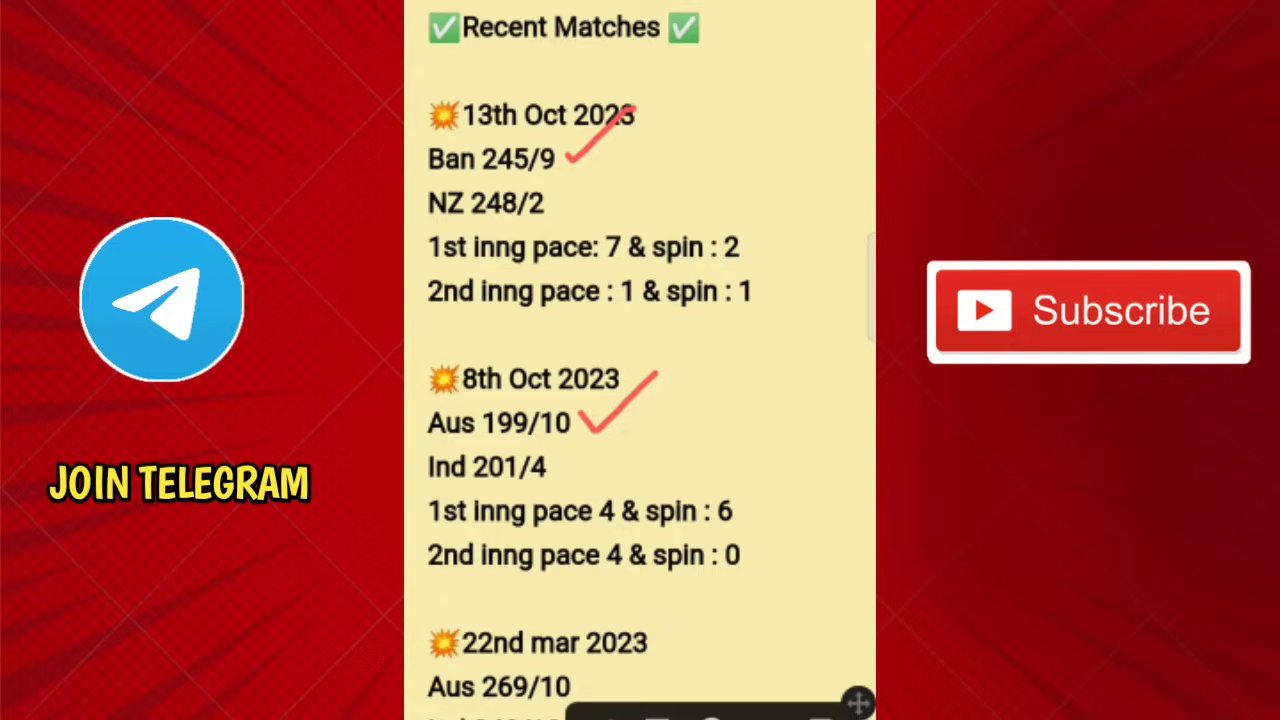 ✅Recent Matches ✅
💥13th Oct 2023
Ban 245/9
NZ 248/2
1st inng pace: 7 & spin : 2
2nd inng pace : 1 & spin : 1
💥8th Oct 2023
Aus 199/10
Ind 201/4
1st inng pace 4 & spin : 6
2nd inng pace 4 & spin : 0
💥22nd mar 2023
Aus 269/10
JOIN TELEGRAM
Subscribe